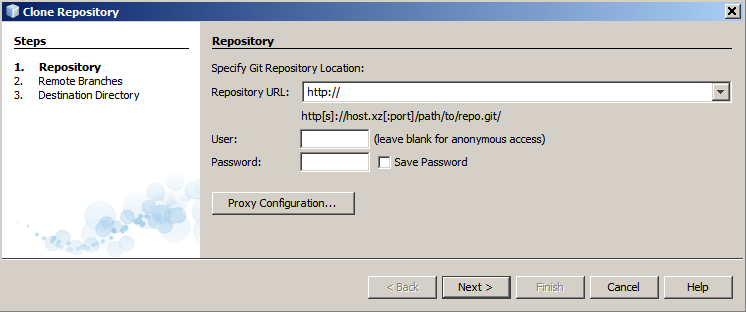 Clone Repository
Steps
1. Repository
2. Remote Branches
3. Destination Directory
Repository
Specify Git Repository Location:
Repository URL: http://
http[s]://host.xz[:port]/path/to/repo.git/
User: (leave blank for anonymous access)
Password: Save Password
Proxy Configuration...
< Back Next > Finish Cancel Help